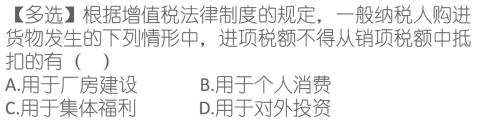 【多选】根据增值税法律制度的规定，一般纳税人购进
货物发生的下列情形中，进项税额不得从销项税额中抵
扣的有（ ）
A.用于厂房建设 B.用于个人消费
C.用于集体福利 D.用于对外投资